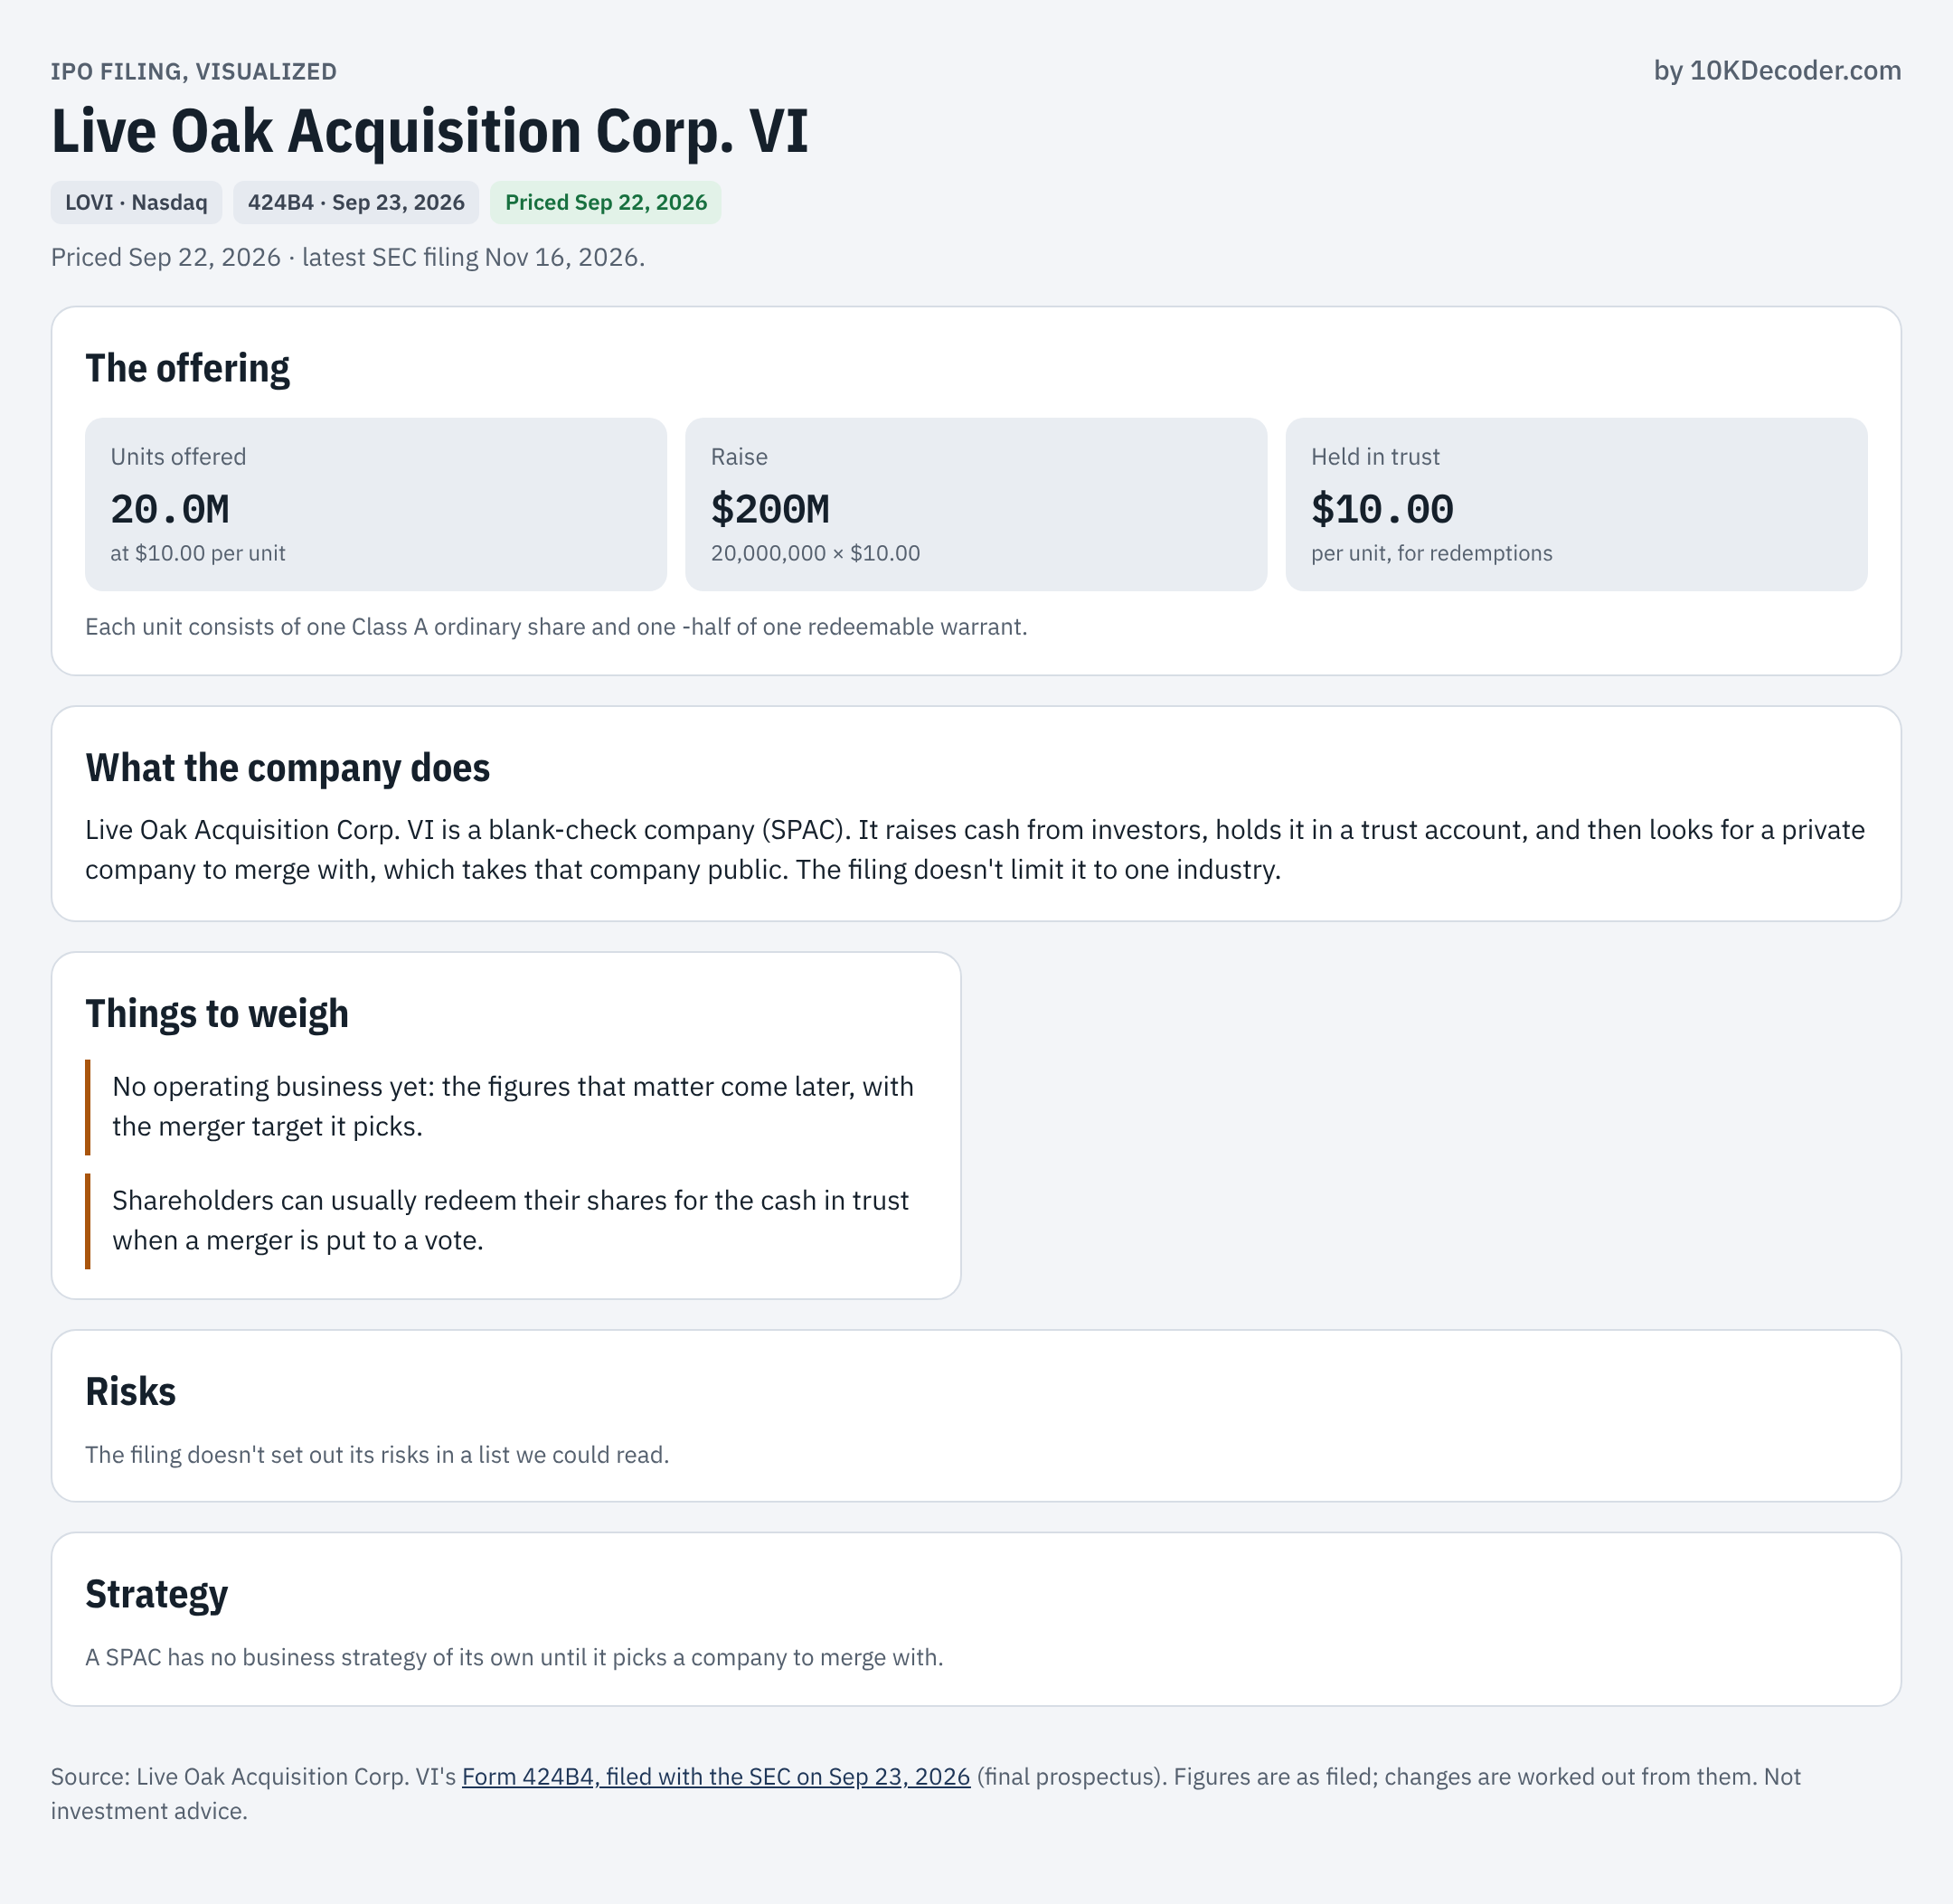 IPO FILING, VISUALIZED
by 10KDecoder.com
Live Oak Acquisition Corp. VI
LOVI · Nasdaq
424B4 · Sep 23, 2026
Priced Sep 22, 2026
Priced Sep 22, 2026 · latest SEC filing Nov 16, 2026.
The offering
Units offered
20.0M
at $10.00 per unit
Raise
$200M
20,000,000 × $10.00
Held in trust
$10.00
per unit, for redemptions
Each unit consists of one Class A ordinary share and one -half of one redeemable warrant.
What the company does
Live Oak Acquisition Corp. VI is a blank-check company (SPAC). It raises cash from investors, holds it in a trust account, and then looks for a private
company to merge with, which takes that company public. The filing doesn't limit it to one industry.
Things to weigh
No operating business yet: the figures that matter come later, with
the merger target it picks.
Shareholders can usually redeem their shares for the cash in trust
when a merger is put to a vote.
Risks
The filing doesn't set out its risks in a list we could read.
Strategy
A SPAC has no business strategy of its own until it picks a company to merge with.
Source: Live Oak Acquisition Corp. VI's Form 424B4, filed with the SEC on Sep 23, 2026 (final prospectus). Figures are as filed; changes are worked out from them. Not
investment advice.